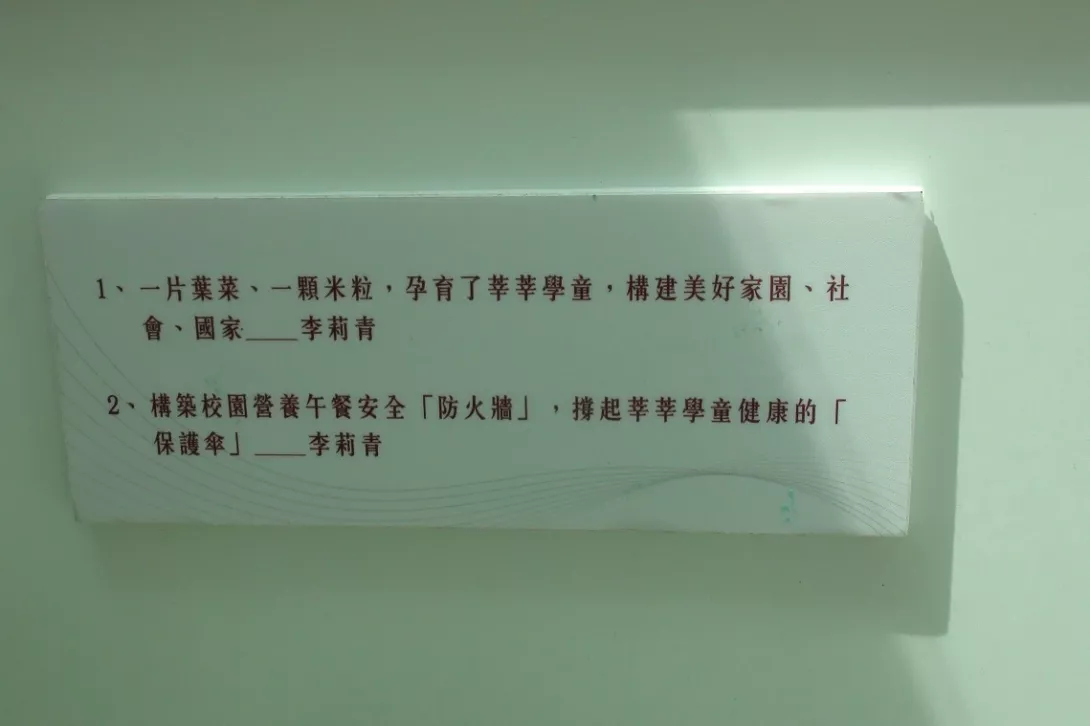 1、一片葉菜、一顆米粒，孕育了莘莘學童，構建美好家園、社
會、國家____李莉青
2、構築校園營養午餐安全「防火牆」，撐起莘莘學童健康的「
保護傘」____李莉青